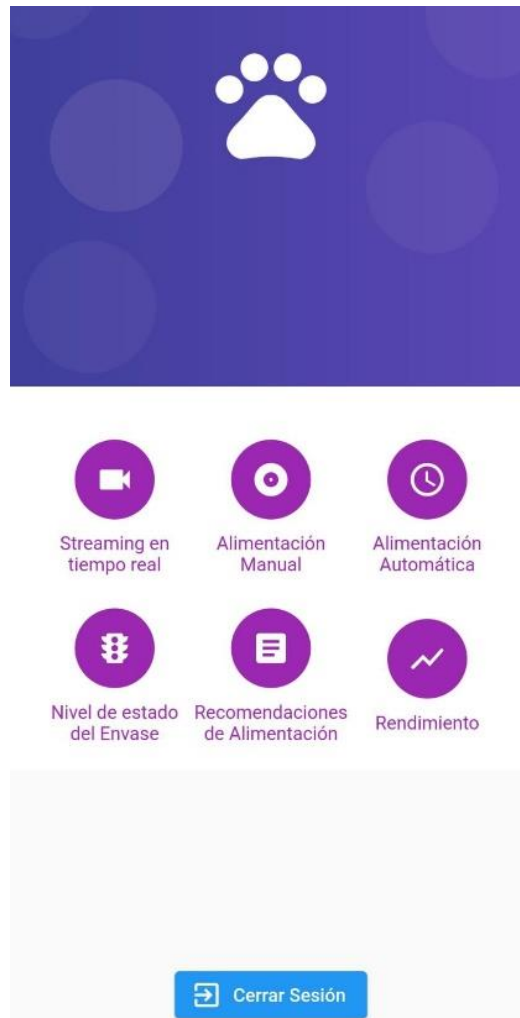 Streaming en
tiempo real
Alimentación
Manual
Alimentación
Automática
Nivel de estado
del Envase
Recomendaciones
de Alimentación
Rendimiento
Cerrar Sesión